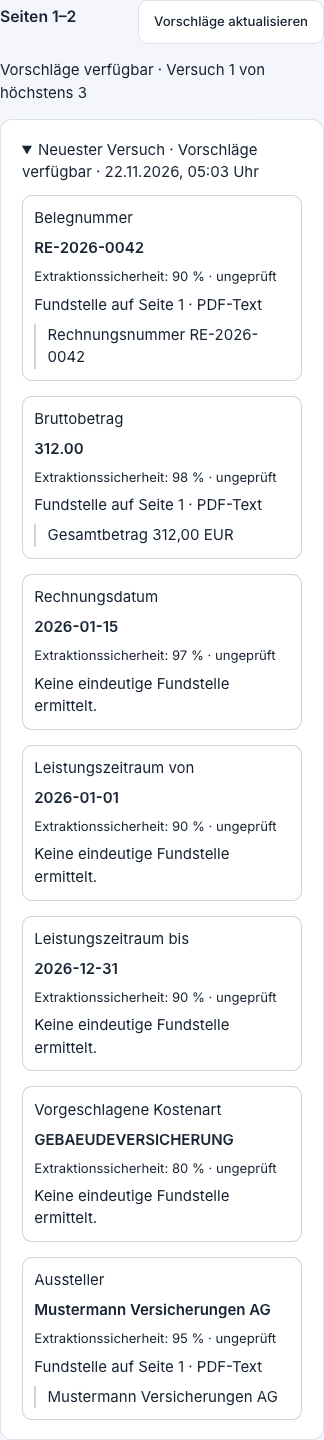 Seiten 1–2
Vorschläge aktualisieren
Vorschläge verfügbar · Versuch 1 von
höchstens 3
▼ Neuester Versuch · Vorschläge
verfügbar · 22.11.2026, 05:03 Uhr
Belegnummer
RE-2026-0042
Extraktionssicherheit: 90 % · ungeprüft
Fundstelle auf Seite 1 · PDF-Text
Rechnungsnummer RE-2026-
0042
Bruttobetrag
312.00
Extraktionssicherheit: 98 % · ungeprüft
Fundstelle auf Seite 1 · PDF-Text
Gesamtbetrag 312,00 EUR
Rechnungsdatum
2026-01-15
Extraktionssicherheit: 97 % · ungeprüft
Keine eindeutige Fundstelle
ermittelt.
Leistungszeitraum von
2026-01-01
Extraktionssicherheit: 90 % · ungeprüft
Keine eindeutige Fundstelle
ermittelt.
Leistungszeitraum bis
2026-12-31
Extraktionssicherheit: 90 % · ungeprüft
Keine eindeutige Fundstelle
ermittelt.
Vorgeschlagene Kostenart
GEBAEUDEVERSICHERUNG
Extraktionssicherheit: 80 % · ungeprüft
Keine eindeutige Fundstelle
ermittelt.
Aussteller
Mustermann Versicherungen AG
Extraktionssicherheit: 95 % · ungeprüft
Fundstelle auf Seite 1 · PDF-Text
Mustermann Versicherungen AG